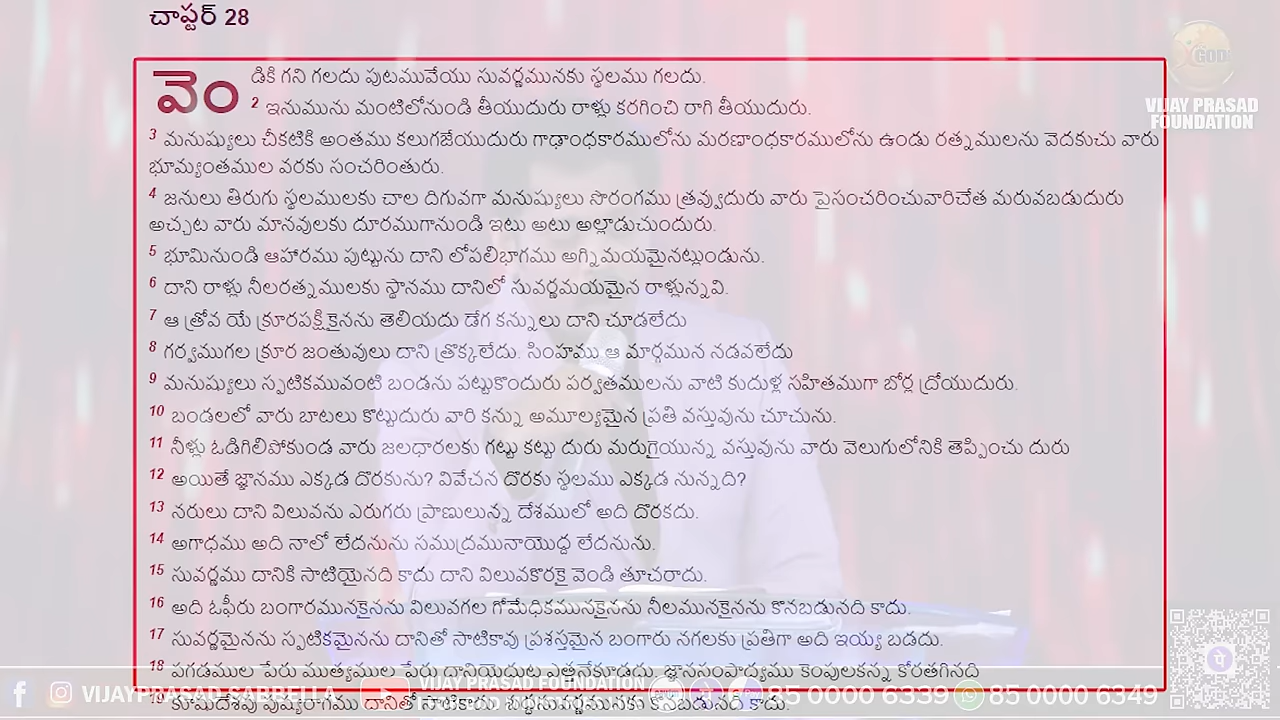 చాప్టర్ 28
GOD
VIJAY PRASAD
FOUNDATION
వెం డికి గని గలదు పుటమువేయు సువర్ణమునకు స్థలము గలదు.
2 ఇనుమును మంటిలోనుండి తీయుదురు రాళ్లు కరగించి రాగి తీయుదురు.
3 మనుష్యులు చీకటికి అంతము కలుగజేయుదురు గాఢాంధకారములోను మరణాంధకారములోను ఉండు రత్నములను వెదకుచు వారు
భూమ్యంతముల వరకు సంచరింతురు.
4 జనులు తిరుగు స్థలములకు చాల దిగువగా మనుష్యులు సొరంగము త్రవ్వుదురు వారు పైసంచరించువారిచేత మరువబడుదురు
అచ్చట వారు మానవులకు దూరముగానుండి ఇటు అటు అల్లాడుచుందురు.
5 భూమినుండి ఆహారము పుట్టును దాని లోపలిభాగము అగ్నిమయమైనట్లుండును.
6 దాని రాళ్లు నీలరత్నములకు స్థానము దానిలో సువర్ణమయమైన రాళ్లున్నవి.
7 ఆ త్రోవ యే క్రూరపక్షికైనను తెలియదు డేగ కన్నులు దాని చూడలేదు
8 గర్వముగల క్రూర జంతువులు దాని త్రొక్కలేదు. సింహము ఆ మార్గమున నడవలేదు
9 మనుష్యులు స్ఫటికమువంటి బండను పట్టుకొందురు పర్వతములను వాటి కుదుళ్ల సహితముగా బోర్ల ద్రోయుదురు.
10 బండలలో వారు బాటలు కొట్టుదురు వారి కన్ను అమూల్యమైన ప్రతి వస్తువును చూచును.
11 నీళ్లు ఓడిగిలిపోకుండ వారు జలధారలకు గట్టు కట్టు దురు మరుగైయున్న వస్తువును వారు వెలుగులోనికి తెప్పించు దురు
12 అయితే జ్ఞానము ఎక్కడ దొరకును? వివేచన దొరకు స్థలము ఎక్కడ నున్నది?
13 నరులు దాని విలువను ఎరుగరు ప్రాణులున్న దేశములో అది దొరకదు.
14 అగాధము అది నాలో లేదనును సముద్రమునాయొద్ద లేదనును.
15 సువర్ణము దానికి సాటియైనది కాదు దాని విలువకొరకై వెండి తూచరాదు.
16 అది ఓఫీరు బంగారమునకైనను విలువగల గోమేధికమునకైనను నీలమునకైనను కొనబడునది కాదు.
17 సువర్ణమైనను స్ఫటికమైనను దానితో సాటికావు ప్రశస్తమైన బంగారు నగలకు ప్రతిగా అది ఇయ్య బడదు.
18 పగడముల పేరు ముత్యముల పేరు దానియెదుట ఎత్తనేకూడదు. జ్ఞానసంపాద్యము కెంపులకన్న కోరతగినది
VIJAYPRASAD SABBELLA VIJAY PRASAD FOUNDATION 85 0000 6339 85 0000 6349